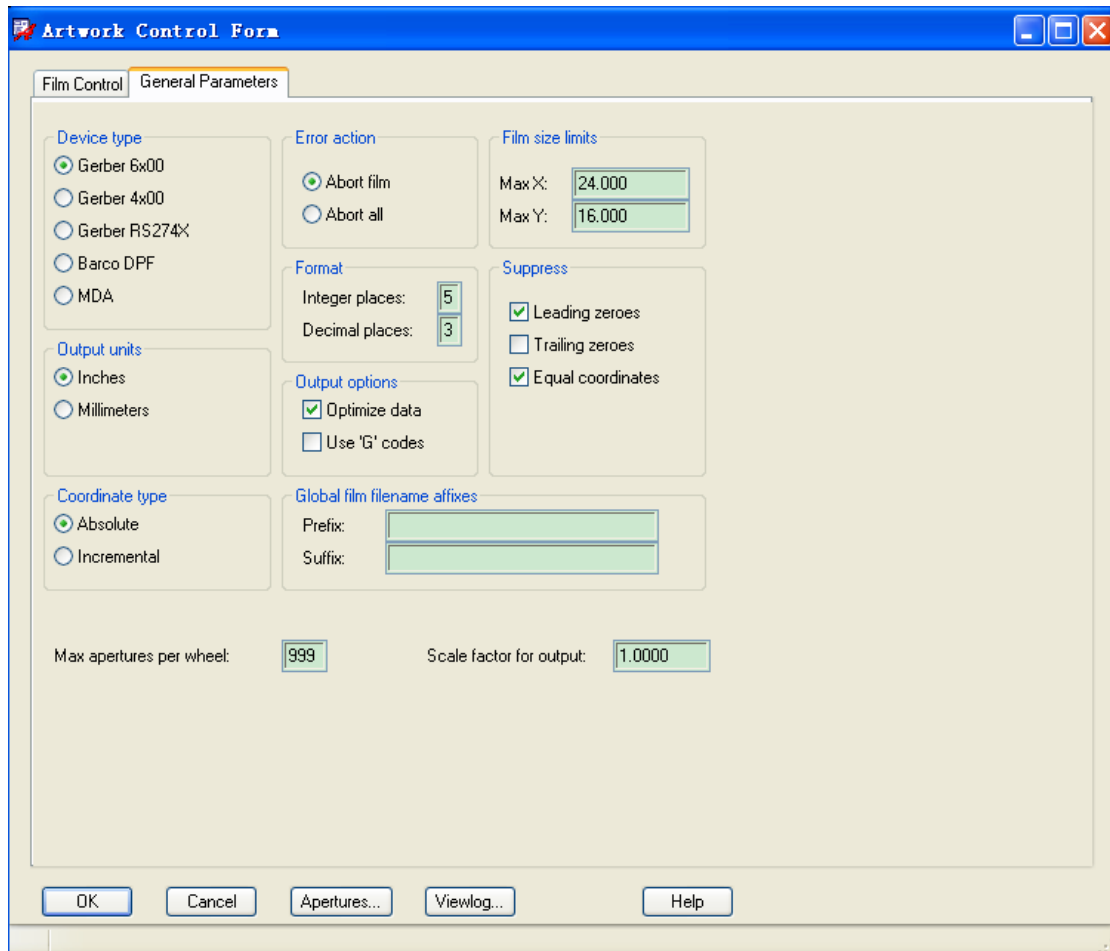 Artwork Control Form
Film Control
General Parameters
Device type
Gerber 6x00
Gerber 4x00
Gerber RS274X
Barco DPF
MDA
Error action
Abort film
Abort all
Film size limits
Max X: 24.000
Max Y: 16.000
Format
Integer places: 5
Decimal places: 3
Suppress
Leading zeroes
Trailing zeroes
Equal coordinates
Output units
Inches
Millimeters
Output options
Optimize data
Use 'G' codes
Coordinate type
Absolute
Incremental
Global film filename affixes
Prefix:
Suffix:
Max apertures per wheel: 999
Scale factor for output: 1.0000
OK
Cancel
Apertures...
Viewlog...
Help